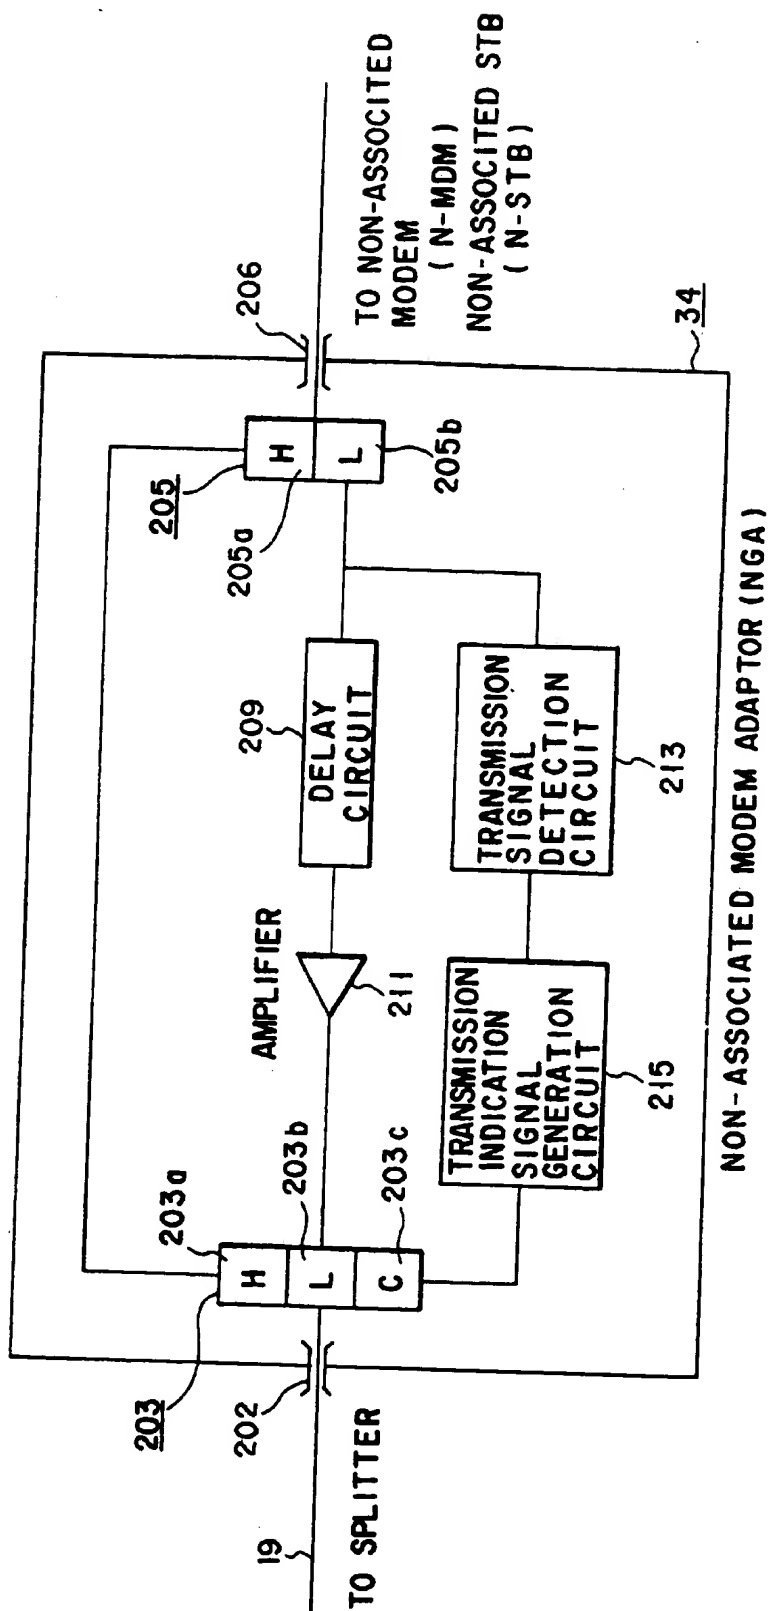 19
TO SPLITTER
202
203
203a
H
203b
L
203c
C
AMPLIFIER
211
209
DELAY
CIRCUIT
TRANSMISSION
INDICATION
SIGNAL
GENERATION
CIRCUIT
215
TRANSMISSION
SIGNAL
DETECTION
CIRCUIT
213
205
205a
H
L
205b
206
TO NON-ASSOCITED
MODEM
(N-MDM)
NON-ASSOCITED STB
(N-STB)
34
NON-ASSOCIATED MODEM ADAPTOR (NGA)